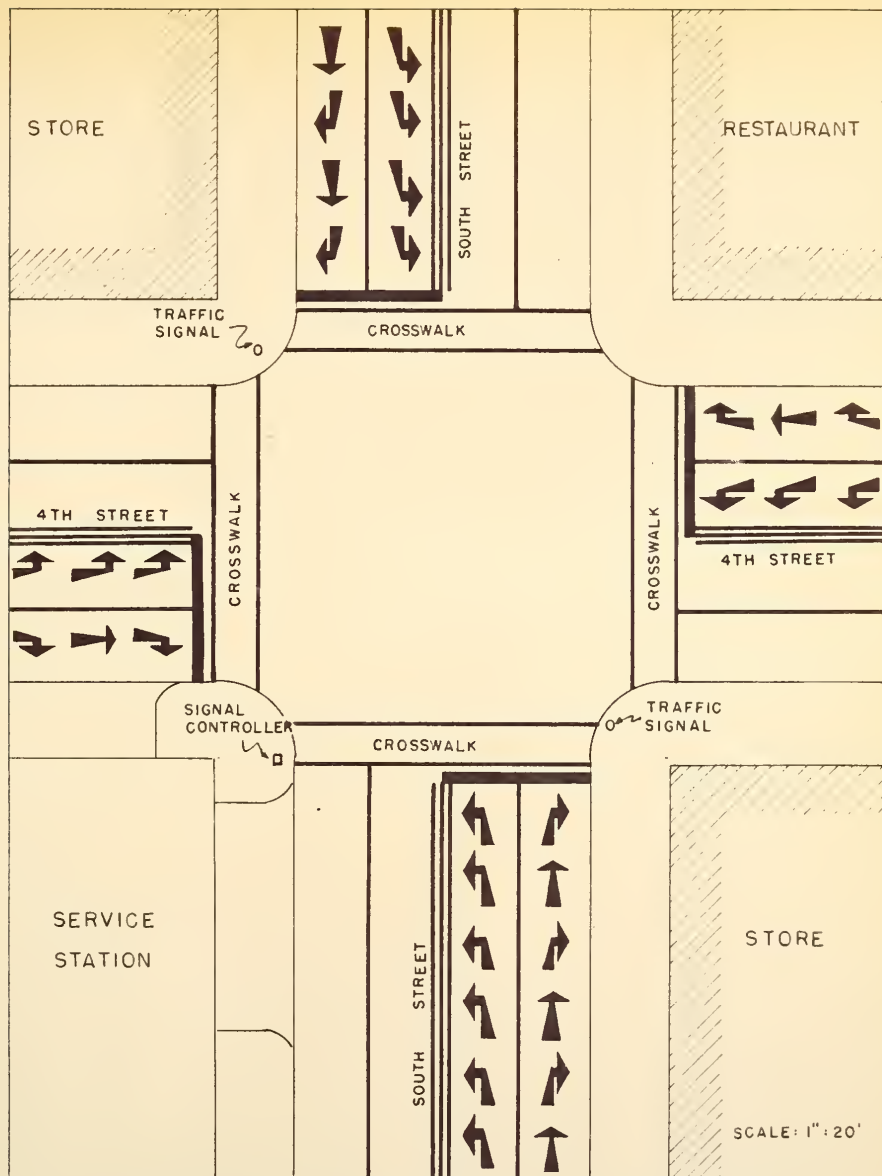 STORE
SOUTH STREET
RESTAURANT
TRAFFIC
SIGNAL
CROSSWALK
4TH STREET
CROSSWALK
CROSSWALK
4TH STREET
SIGNAL
CONTROLLER
CROSSWALK
TRAFFIC
SIGNAL
SERVICE
STATION
SOUTH STREET
STORE
SCALE: 1":20'